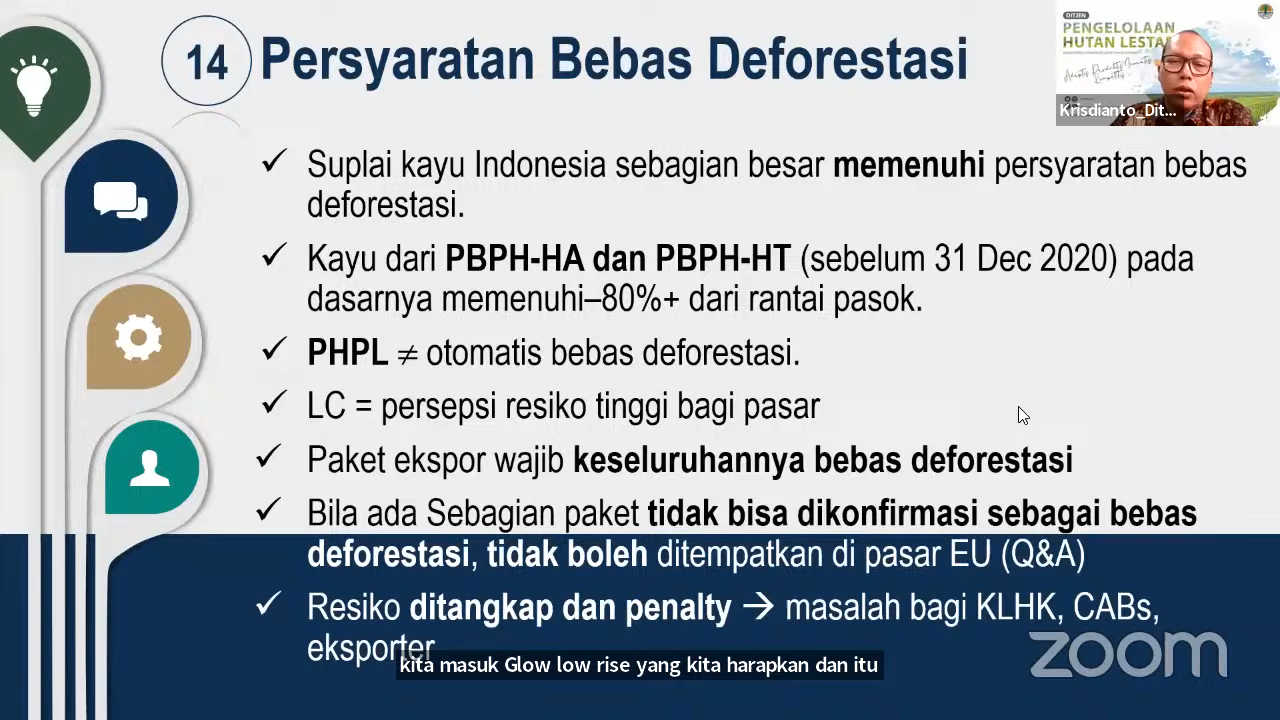 14 Persyaratan Bebas Deforestasi
DITJEN
PENGELOLAAN
HUTAN LESTA
Krisdianto_Dit...
✓ Suplai kayu Indonesia sebagian besar memenuhi persyaratan bebas
deforestasi.
✓ Kayu dari PBPH-HA dan PBPH-HT (sebelum 31 Dec 2020) pada
dasarnya memenuhi–80%+ dari rantai pasok.
✓ PHPL ≠ otomatis bebas deforestasi.
✓ LC = persepsi resiko tinggi bagi pasar
✓ Paket ekspor wajib keseluruhannya bebas deforestasi
✓ Bila ada Sebagian paket tidak bisa dikonfirmasi sebagai bebas
deforestasi, tidak boleh ditempatkan di pasar EU (Q&A)
✓ Resiko ditangkap dan penalty → masalah bagi KLHK, CABs,
eksporter
kita masuk Glow low rise yang kita harapkan dan itu
zoom